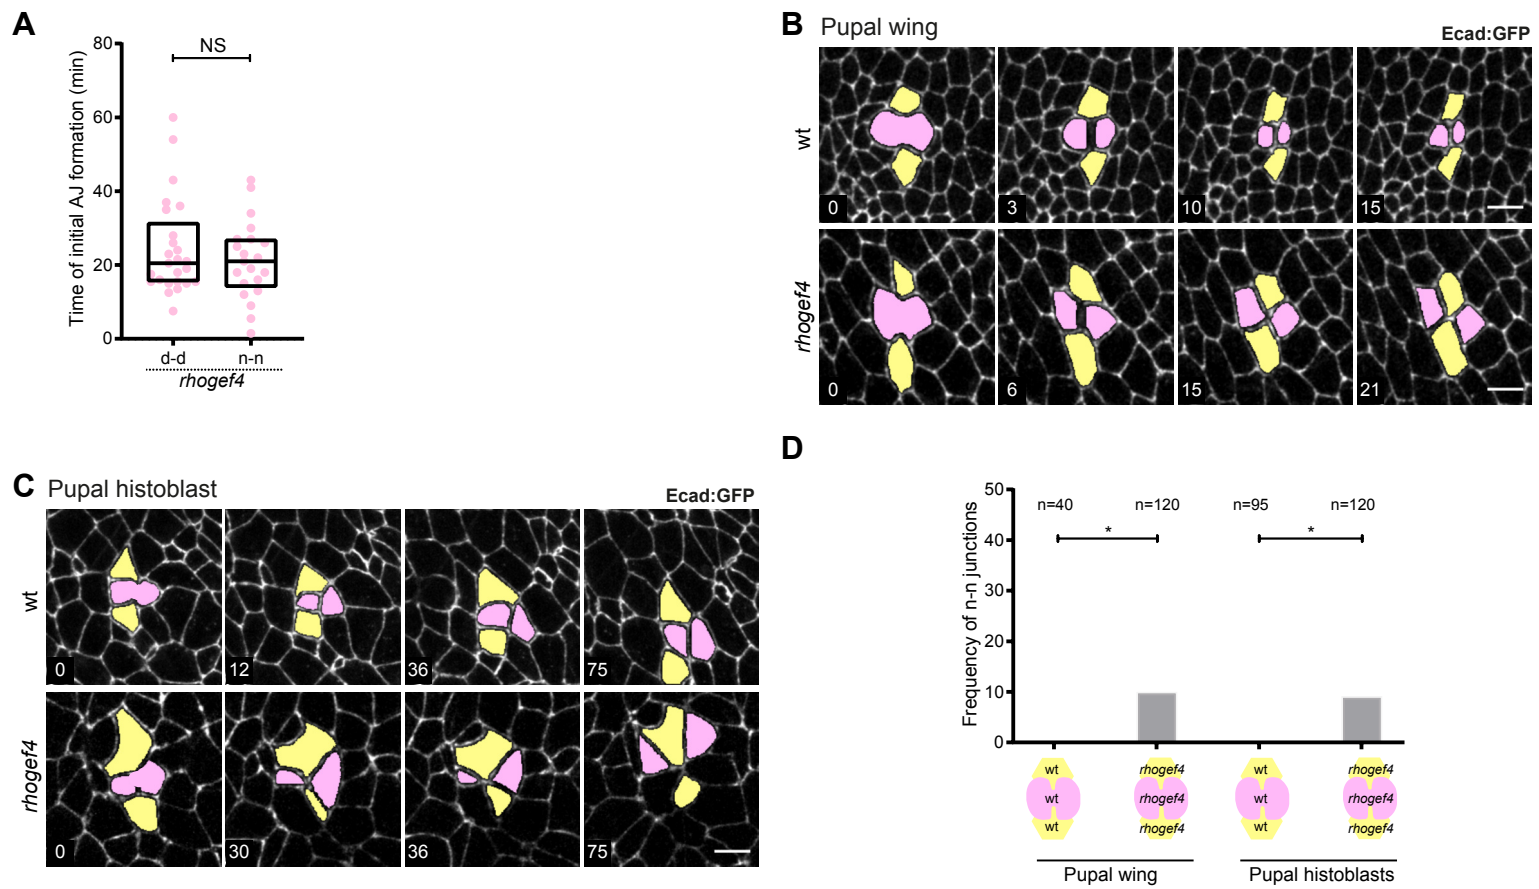 A
Time of initial AJ formation (min)
80
60
40
20
0
NS
d-d
n-n
rhogef4
B
Pupal wing
Ecad:GFP
wt
0
3
10
15
rhogef4
0
6
15
21
C
Pupal histoblast
Ecad:GFP
wt
0
12
36
75
rhogef4
0
30
36
75
D
Frequency of n-n junctions
50
40
30
20
10
0
n=40
n=120
n=95
n=120
*
*
wt
wt
wt
rhogef4
rhogef4
rhogef4
wt
wt
wt
rhogef4
rhogef4
rhogef4
Pupal wing
Pupal histoblasts